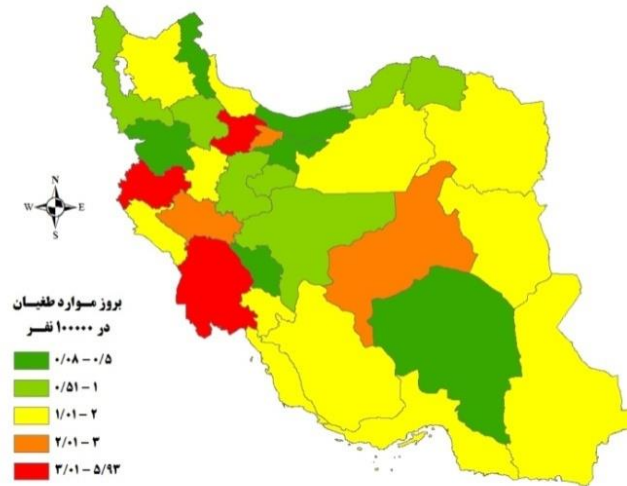 N
W
E
S
بروز موارد طغیان
در ۱۰۰۰۰۰ نفر
۰/۰۸ – ۰/۵
۰/۵۱ – ۱
۱/۰۱ – ۲
۲/۰۱ – ۳
۳/۰۱ – ۵/۹۳